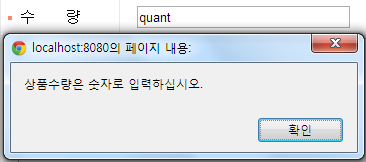 수 량 quant
localhost:8080의 페이지 내용:
상품수량은 숫자로 입력하십시오.
확인